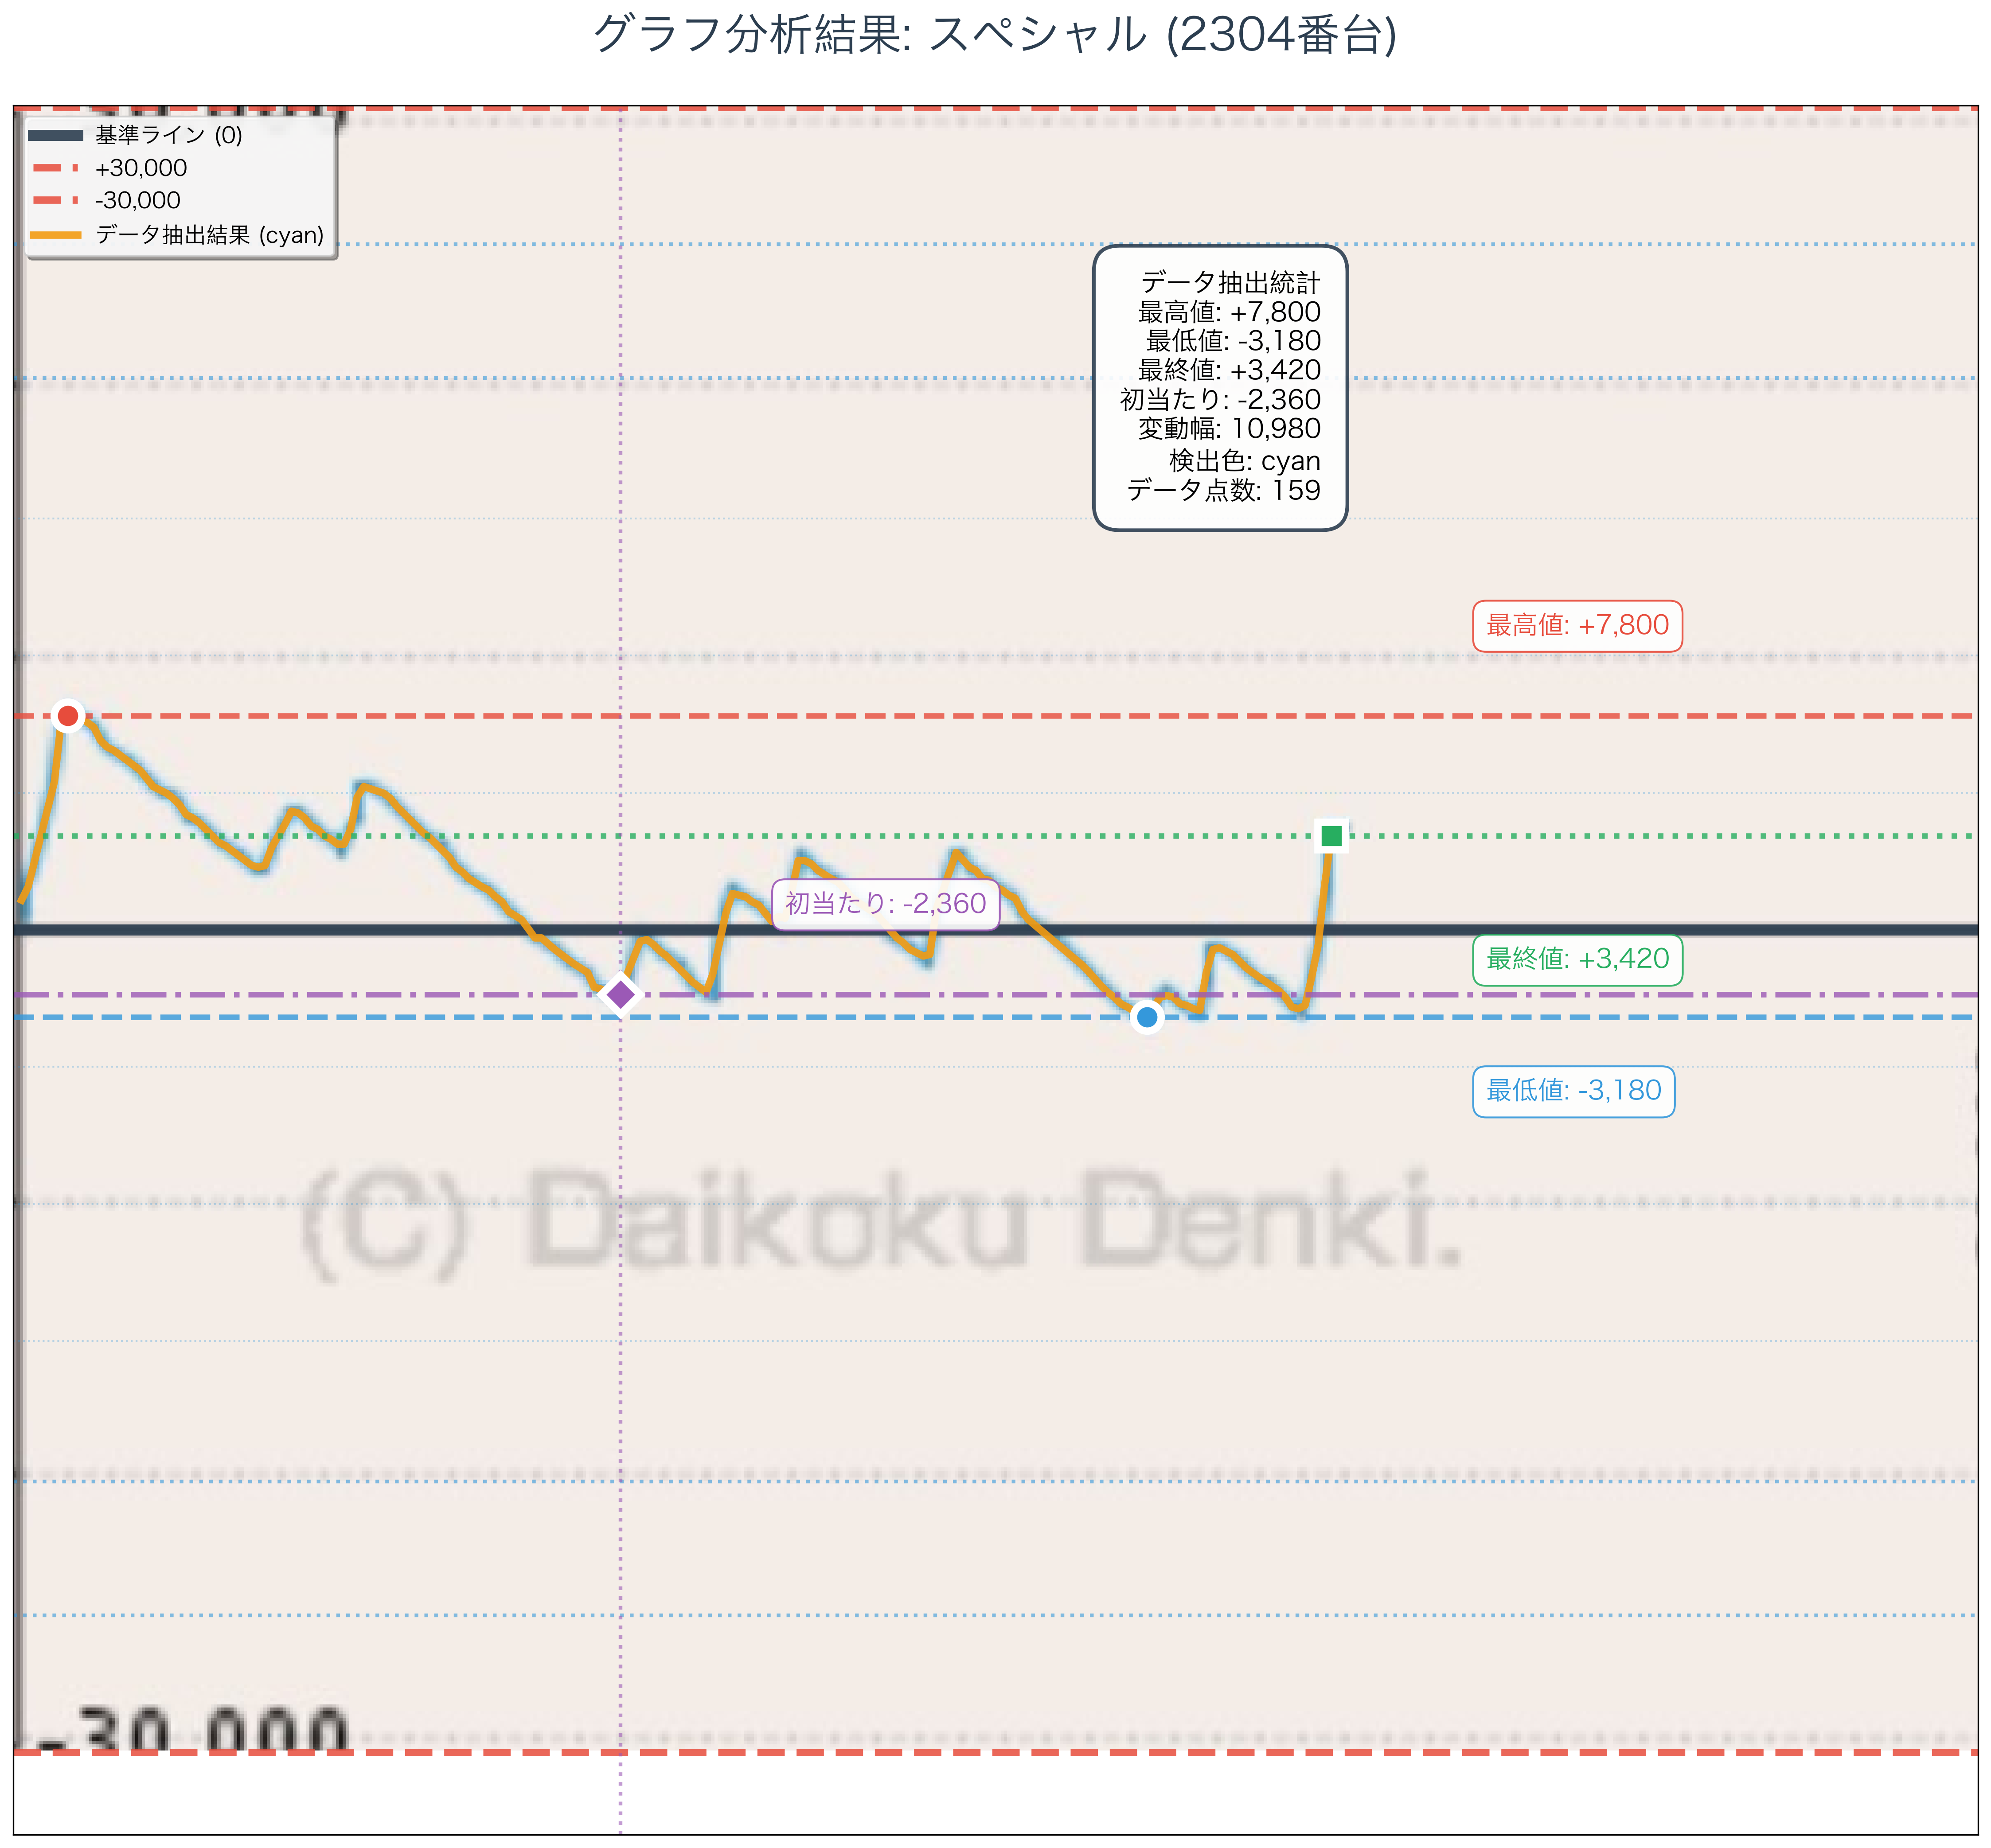 グラフ分析結果: スペシャル (2304番台)
基準ライン (0)
+30,000
-30,000
データ抽出結果 (cyan)
データ抽出統計
最高値: +7,800
最低値: -3,180
最終値: +3,420
初当たり: -2,360
変動幅: 10,980
検出色: cyan
データ点数: 159
最高値: +7,800
初当たり: -2,360
最終値: +3,420
最低値: -3,180
(C) Daikoku Denki.
-30,000